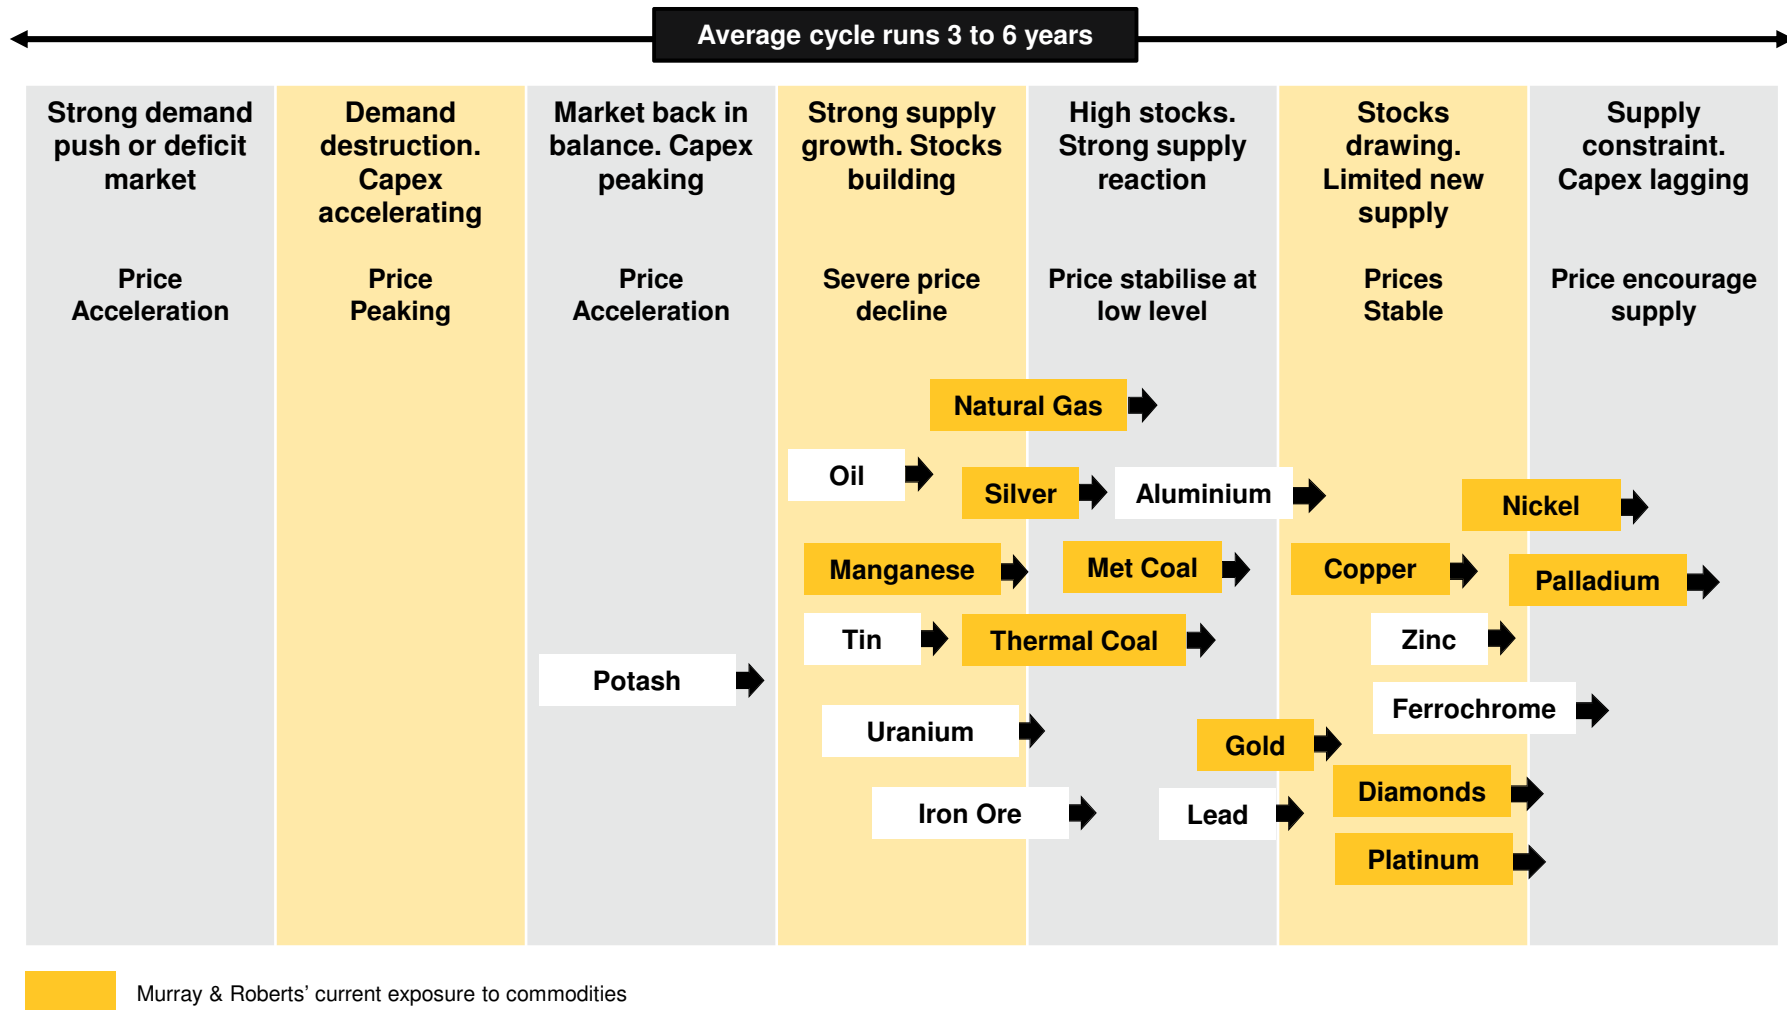 Average cycle runs 3 to 6 years
Strong demand
push or deficit
market
Price
Acceleration
Demand
destruction.
Capex
accelerating
Price
Peaking
Market back in
balance. Capex
peaking
Price
Acceleration
Strong supply
growth. Stocks
building
Severe price
decline
High stocks.
Strong supply
reaction
Price stabilise at
low level
Stocks
drawing.
Limited new
supply
Prices
Stable
Supply
constraint.
Capex lagging
Price encourage
supply
Natural Gas
Oil
Silver
Aluminium
Nickel
Manganese
Met Coal
Copper
Palladium
Tin
Thermal Coal
Zinc
Potash
Ferrochrome
Uranium
Gold
Diamonds
Iron Ore
Lead
Platinum
Murray & Roberts’ current exposure to commodities